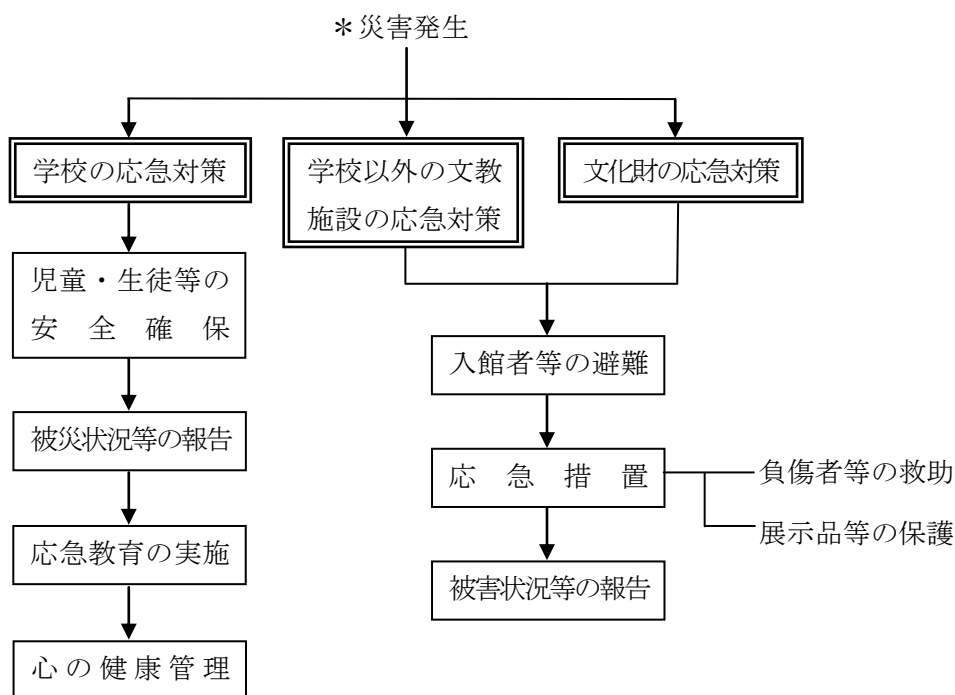 ＊災害発生
学校の応急対策
学校以外の文教
施設の応急対策
文化財の応急対策
児童・生徒等の
安全確保
被災状況等の報告
応急教育の実施
心の健康管理
入館者等の避難
応急措置
負傷者等の救助
展示品等の保護
被害状況等の報告